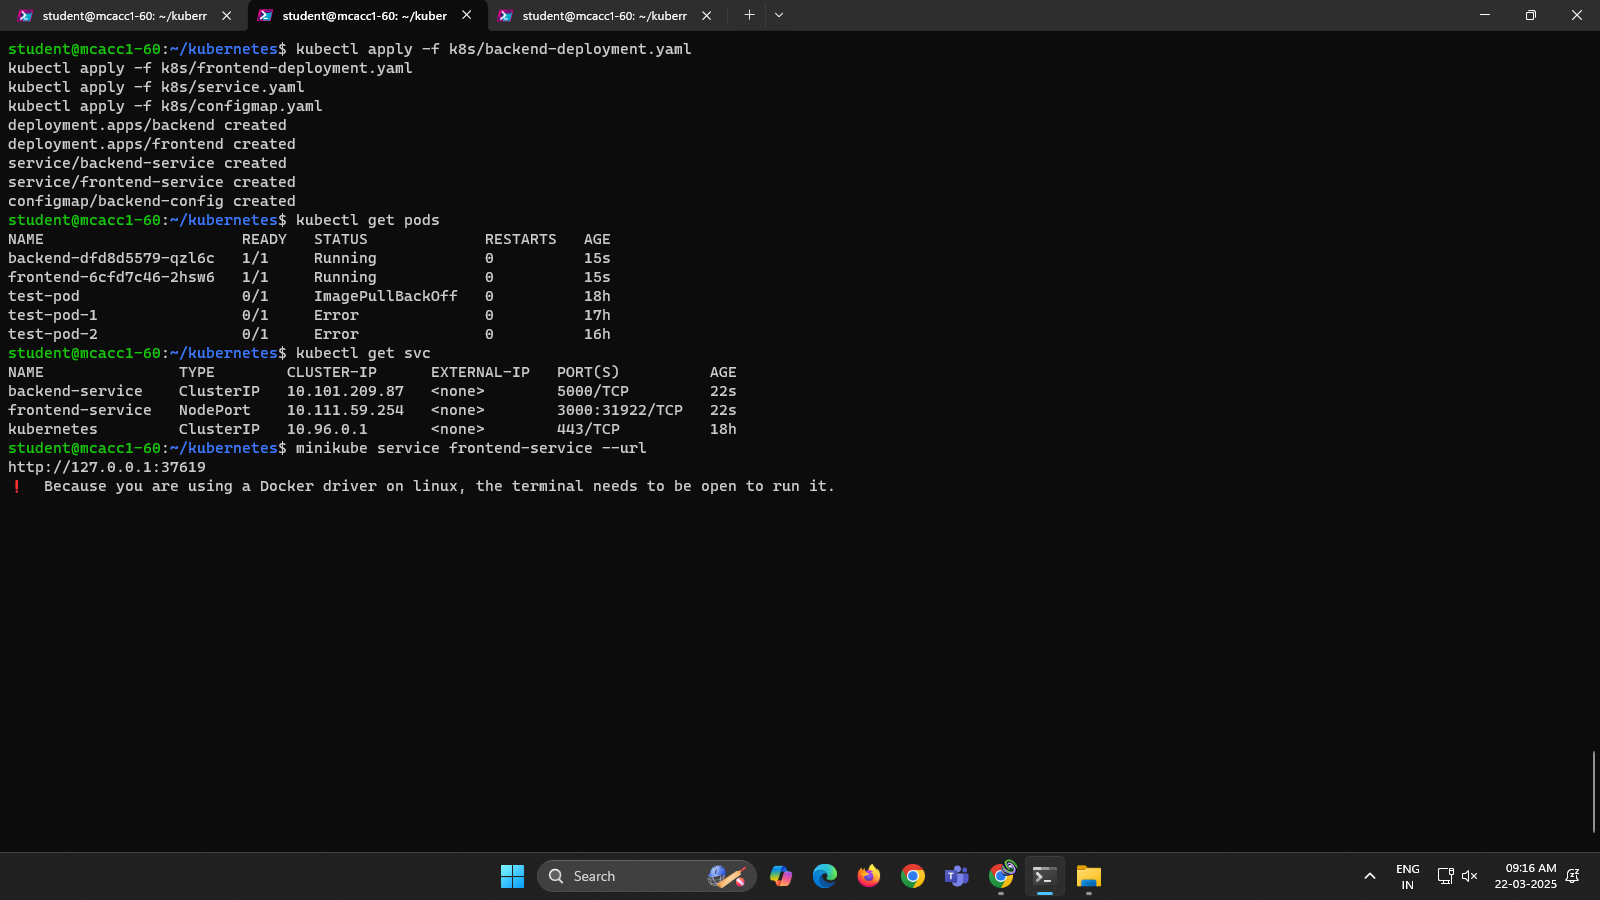 student@mcacc1-60: ~/kuberr
student@mcacc1-60: ~/kuber
student@mcacc1-60: ~/kuberr
student@mcacc1-60:~/kubernetes$ kubectl apply -f k8s/backend-deployment.yaml
kubectl apply -f k8s/frontend-deployment.yaml
kubectl apply -f k8s/service.yaml
kubectl apply -f k8s/configmap.yaml
deployment.apps/backend created
deployment.apps/frontend created
service/backend-service created
service/frontend-service created
configmap/backend-config created
student@mcacc1-60:~/kubernetes$ kubectl get pods
NAME READY STATUS RESTARTS AGE
backend-dfd8d5579-qzl6c 1/1 Running 0 15s
frontend-6cfd7c46-2hsw6 1/1 Running 0 15s
test-pod 0/1 ImagePullBackOff 0 18h
test-pod-1 0/1 Error 0 17h
test-pod-2 0/1 Error 0 16h
student@mcacc1-60:~/kubernetes$ kubectl get svc
NAME TYPE CLUSTER-IP EXTERNAL-IP PORT(S) AGE
backend-service ClusterIP 10.101.209.87 <none> 5000/TCP 22s
frontend-service NodePort 10.111.59.254 <none> 3000:31922/TCP 22s
kubernetes ClusterIP 10.96.0.1 <none> 443/TCP 18h
student@mcacc1-60:~/kubernetes$ minikube service frontend-service --url
http://127.0.0.1:37619
❗ Because you are using a Docker driver on linux, the terminal needs to be open to run it.
Search
ENG
IN
09:16 AM
22-03-2025